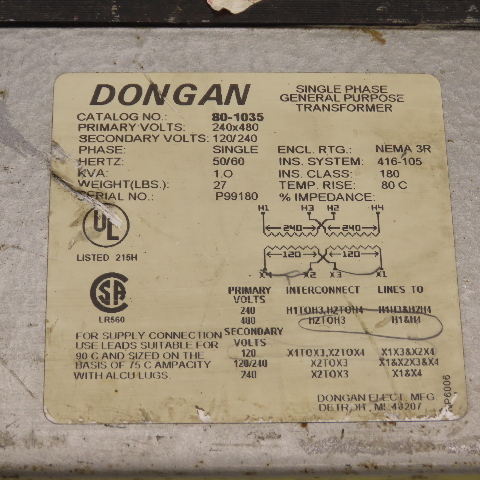 DONGAN
SINGLE PHASE
GENERAL PURPOSE
TRANSFORMER
CATALOG NO.: 80-1035
PRIMARY VOLTS: 240x480
SECONDARY VOLTS: 120/240
PHASE: SINGLE ENCL. RTG.: NEMA 3R
HERTZ: 50/60 INS. SYSTEM: 416-105
KVA: 1.0 INS. CLASS: 180
WEIGHT(LBS.): 27 TEMP. RISE: 80 C
SERIAL NO.: P99180 % IMPEDANCE:
H1 H3 H2 H4
240 240
120 120
X4 X2 X3 X1
UL
LISTED 215H
CSA
LR560
PRIMARY VOLTS INTERCONNECT LINES TO
240 H1TOH3,H2TOH4 H1&H2
480 H2TOH3 H1&H4
SECONDARY VOLTS
120 X1TOX3,X2TOX4 X1X3&X2X4
120/240 X2TOX3 X1&X2X3&X4
240 X2TOX3 X1&X4
FOR SUPPLY CONNECTION
USE LEADS SUITABLE FOR
90 C AND SIZED ON THE
BASIS OF 75 C AMPACITY
WITH ALCU LUGS.
DONGAN ELECT. MFG.
DETROIT, MI. 48207